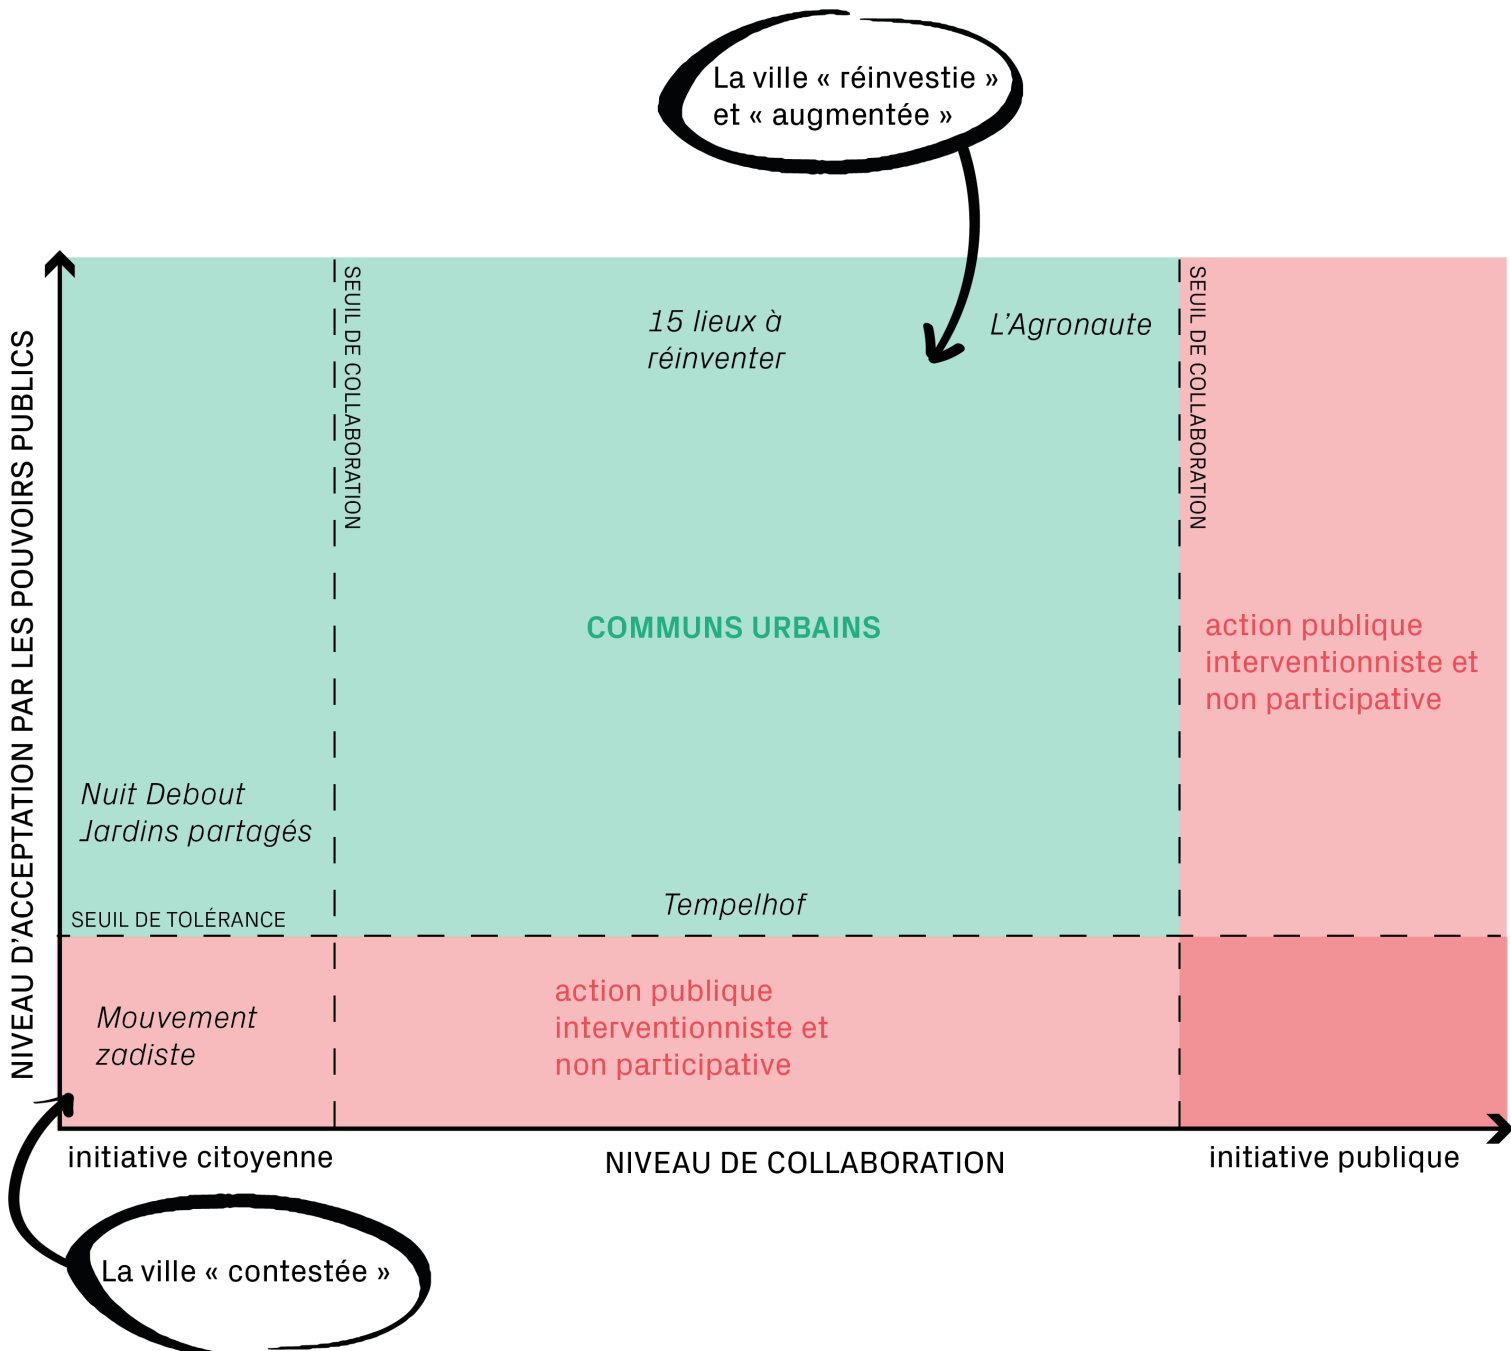 La ville « réinvestie »
et « augmentée »
NIVEAU D'ACCEPTATION PAR LES POUVOIRS PUBLICS
SEUIL DE COLLABORATION
15 lieux à
réinventer
L’Agronaute
SEUIL DE COLLABORATION
COMMUNS URBAINS
action publique
interventionniste et
non participative
Nuit Debout
Jardins partagés
SEUIL DE TOLÉRANCE
Tempelhof
Mouvement
zadiste
action publique
interventionniste et
non participative
initiative citoyenne
NIVEAU DE COLLABORATION
initiative publique
La ville « contestée »